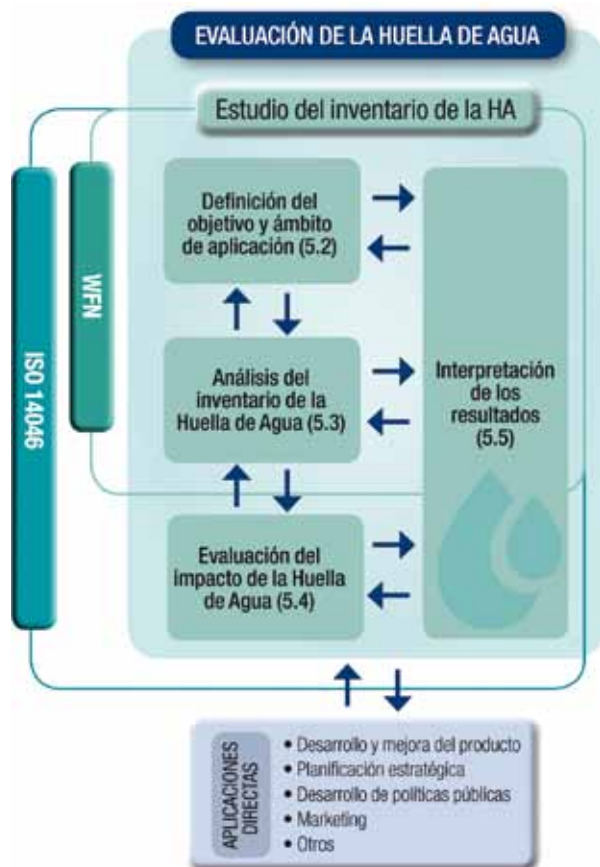 EVALUACIÓN DE LA HUELLA DE AGUA
Estudio del inventario de la HA
ISO 14046
WFN
Definición del
objetivo y ámbito
de aplicación (5.2)
Análisis del
inventario de la
Huella de Agua (5.3)
Evaluación del
impacto de la Huella
de Agua (5.4)
Interpretación
de los
resultados
(5.5)
APLICACIONES
DIRECTAS
• Desarrollo y mejora del producto
• Planificación estratégica
• Desarrollo de políticas públicas
• Marketing
• Otros